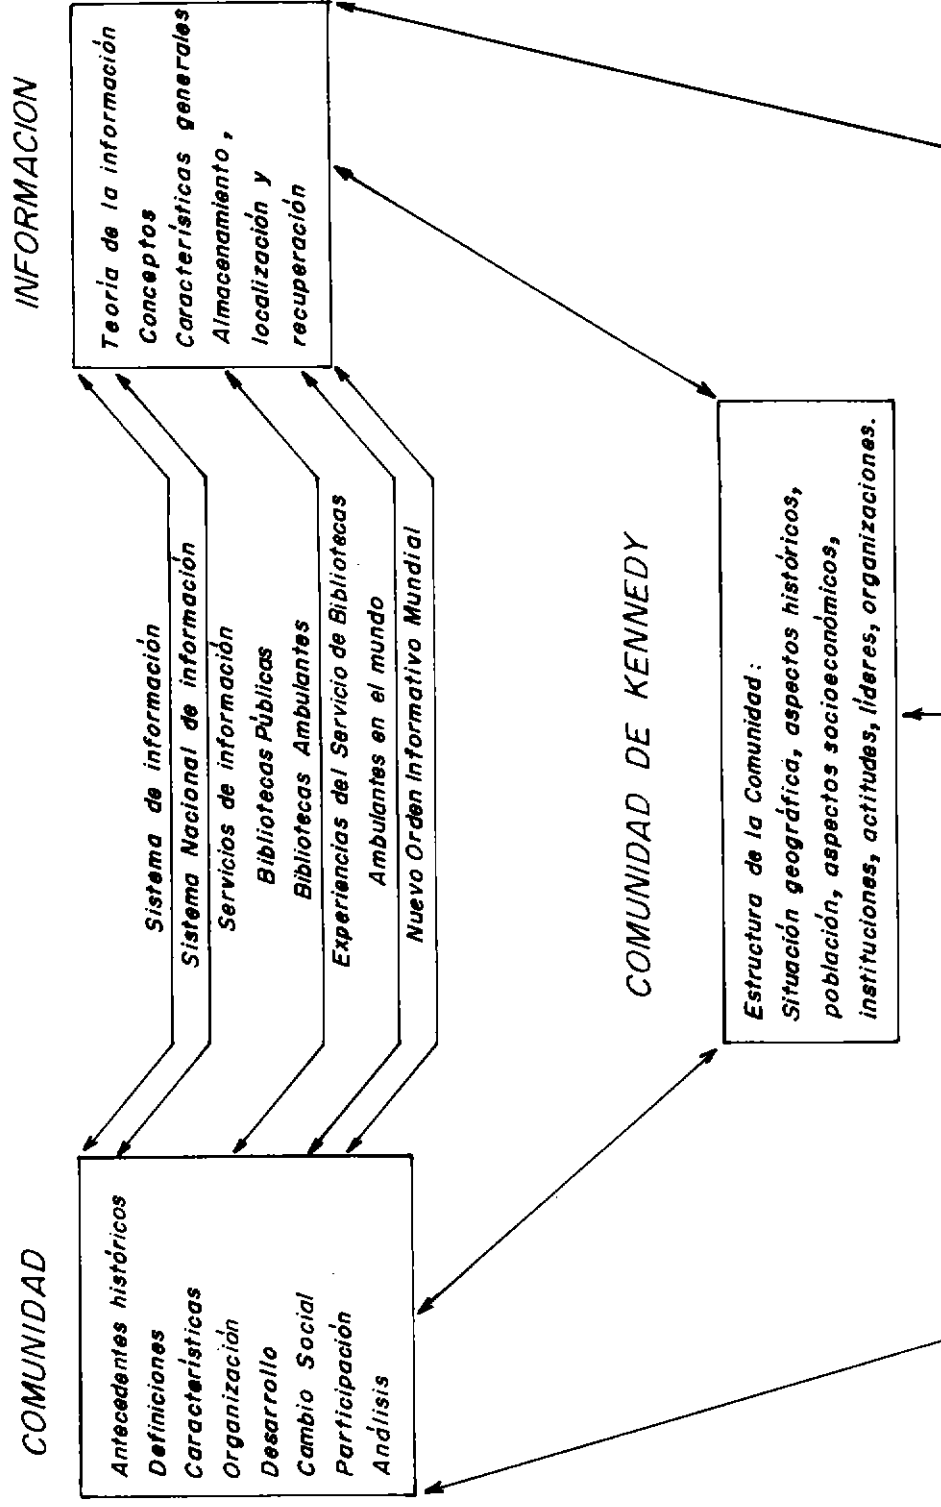 COMUNIDAD
Antecedentes históricos
Definiciones
Características
Organización
Desarrollo
Cambio Social
Participación
Análisis
Sistema de información
Sistema Nacional de información
Servicios de información
Bibliotecas Públicas
Bibliotecas Ambulantes
Experiencias del Servicio de Bibliotecas
Ambulantes en el mundo
Nuevo Orden Informativo Mundial
INFORMACION
Teoría de la información
Conceptos
Características generales
Almacenamiento,
localización y
recuperación
COMUNIDAD DE KENNEDY
Estructura de la Comunidad:
Situación geográfica, aspectos históricos,
población, aspectos socioeconómicos,
instituciones, actitudes, líderes, organizaciones.